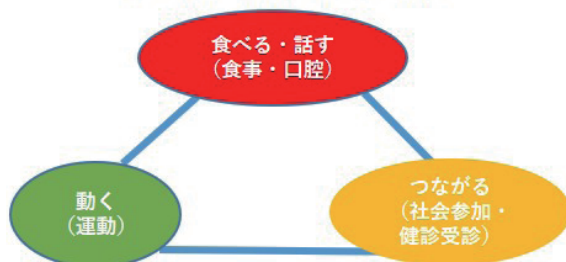 食べる・話す
(食事・口腔)
動く
(運動)
つながる
(社会参加・
健診受診)